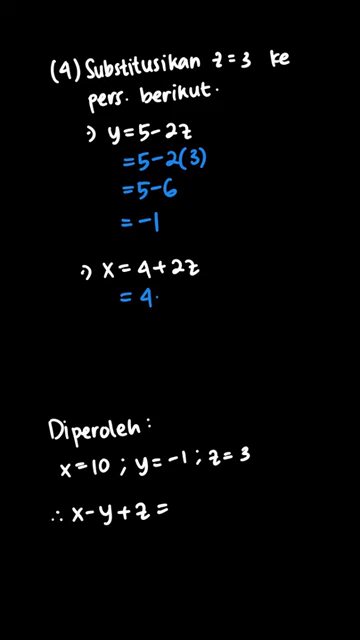 (4) Substitusikan z = 3 ke
pers. berikut.
:) y = 5 - 2z
= 5 - 2(3)
= 5 - 6
= -1
:) x = 4 + 2z
= 4.
Diperoleh :
x = 10 ; y = -1 ; z = 3
∴ x - y + z =